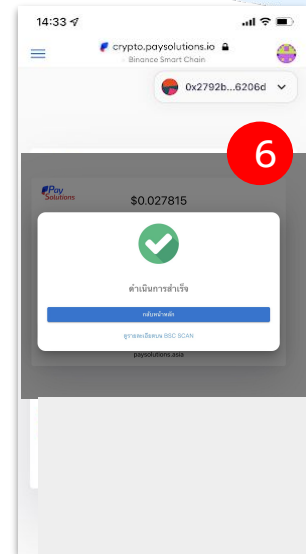 14:33
crypto.paysolutions.io
Binance Smart Chain
0x2792b...6206d
6
Pay
Solutions
$0.027815
ดำเนินการสำเร็จ
กลับหน้าหลัก
ดูรายละเอียดบน BSC SCAN
paysolutions.asia